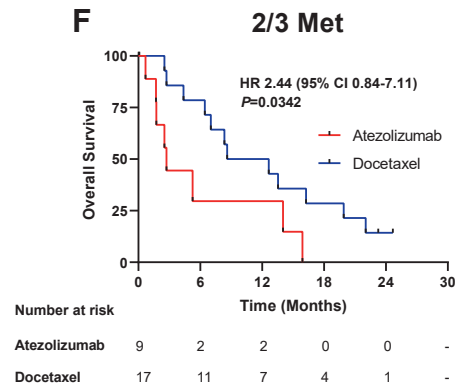 F
2/3 Met
HR 2.44 (95% CI 0.84-7.11)
P=0.0342
Atezolizumab
Docetaxel
Overall Survival
100
75
50
25
0
0 6 12 18 24 30
Time (Months)
Number at risk
Atezolizumab 9 2 2 0 0 -
Docetaxel 17 11 7 4 1 -